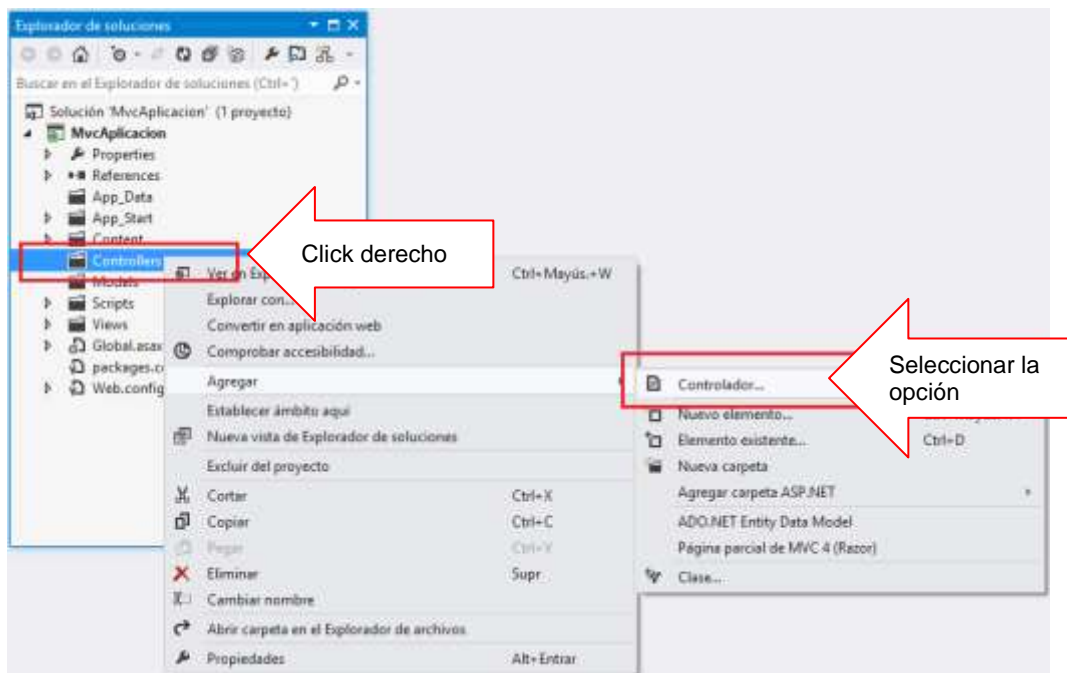 Explorador de soluciones
Buscar en el Explorador de soluciones (Ctrl+')
Solución 'MvcAplicacion' (1 proyecto)
MvcAplicacion
Properties
References
App_Data
App_Start
Content
Controllers
Models
Scripts
Views
Global.asax
packages.c
Web.config
Click derecho
Ver en Exp
Ctrl+Mayús.+W
Explorar con...
Convertir en aplicación web
Comprobar accesibilidad...
Agregar
Establecer ámbito aquí
Nueva vista de Explorador de soluciones
Excluir del proyecto
Cortar
Ctrl+X
Copiar
Ctrl+C
Pegar
Ctrl+V
Eliminar
Supr
Cambiar nombre
Abrir carpeta en el Explorador de archivos
Propiedades
Alt+Entrar
Controlador...
Seleccionar la
opción
Nuevo elemento...
Elemento existente...
Ctrl+D
Nueva carpeta
Agregar carpeta ASP.NET
ADO.NET Entity Data Model
Página parcial de MVC 4 (Razor)
Clase...